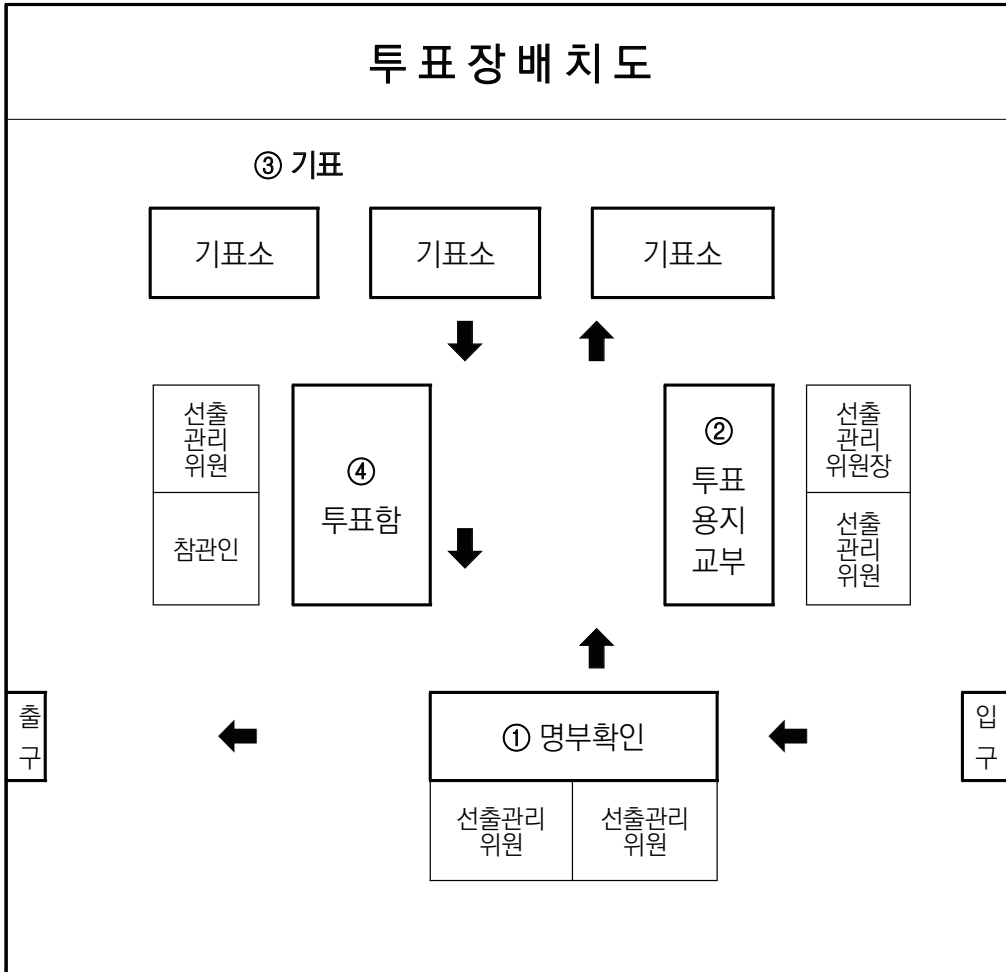 투표장배치도
③ 기표
기표소
기표소
기표소
선출
관리
위원
참관인
④
투표함
②
투표
용지
교부
선출
관리
위원장
선출
관리
위원
출
구
① 명부확인
선출관리
위원
선출관리
위원
입
구